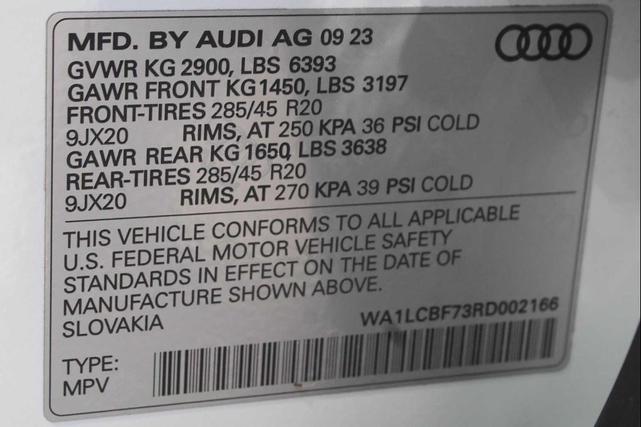 MFD. BY AUDI AG 09 23
GVWR KG 2900, LBS 6393
GAWR FRONT KG 1450, LBS 3197
FRONT-TIRES 285/45 R20
9JX20 RIMS, AT 250 KPA 36 PSI COLD
GAWR REAR KG 1650, LBS 3638
REAR-TIRES 285/45 R20
9JX20 RIMS, AT 270 KPA 39 PSI COLD
THIS VEHICLE CONFORMS TO ALL APPLICABLE
U.S. FEDERAL MOTOR VEHICLE SAFETY
STANDARDS IN EFFECT ON THE DATE OF
MANUFACTURE SHOWN ABOVE.
SLOVAKIA
WA1LCBF73RD002166
TYPE:
MPV